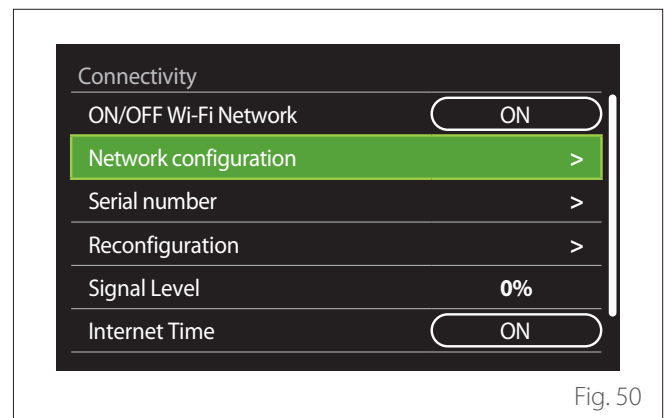 Connectivity
ON/OFF Wi-Fi Network ON
Network configuration >
Serial number >
Reconfiguration >
Signal Level 0%
Internet Time ON
Fig. 50